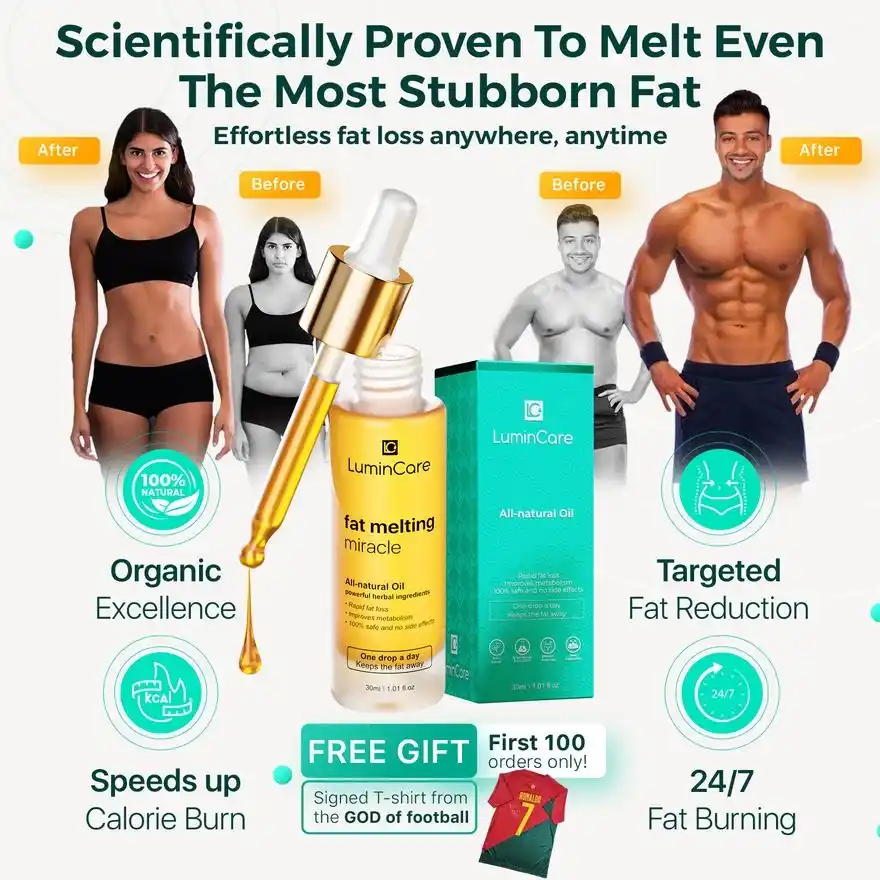 Scientifically Proven To Melt Even
The Most Stubborn Fat
Effortless fat loss anywhere, anytime
After
Before
Before
After
LC
LuminCare
fat melting
miracle
All-natural Oil
powerful herbal ingredients
• Rapid fat loss
• Improves metabolism
• 100% safe and no side effects
One drop a day
Keeps the fat away
30ml \ 1.01 fl oz
LC
LuminCare
All-natural Oil
Rapid fat loss
Improves metabolism
100% safe and no side effects
One drop a day
Keeps the fat away
30ml \ 1.01 fl oz
100%
NATURAL
Organic
Excellence
Targeted
Fat Reduction
KCAL
Speeds up
Calorie Burn
24/7
24/7
Fat Burning
FREE GIFT
First 100
orders only!
Signed T-shirt from
the GOD of football
RONALDO
7